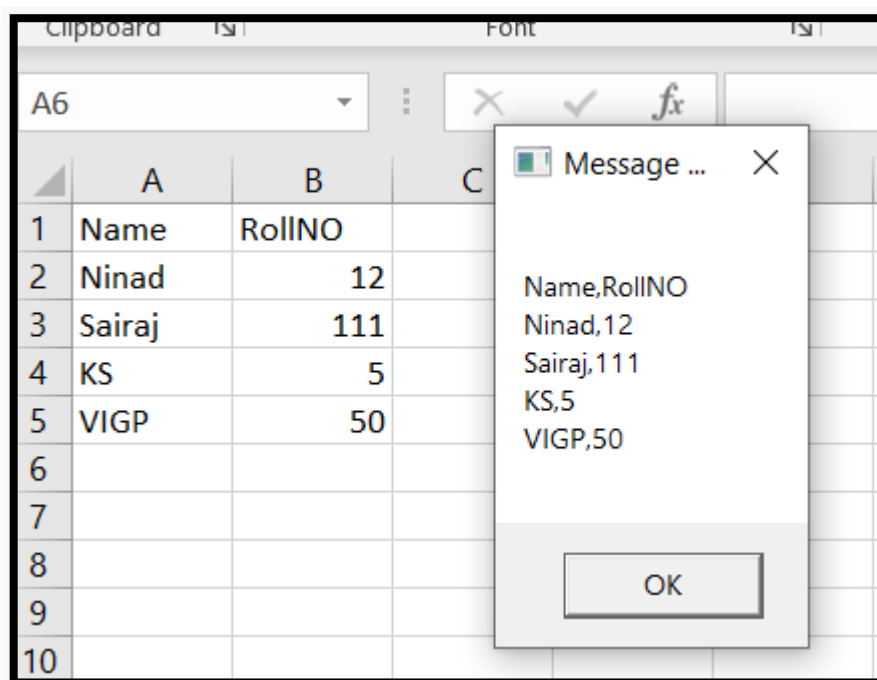 Clipboard Font
A6 fx
A B C
1 Name RollNO
2 Ninad 12
3 Sairaj 111
4 KS 5
5 VIGP 50
6
7
8
9
10
Message ...
Name,RollNO
Ninad,12
Sairaj,111
KS,5
VIGP,50
OK